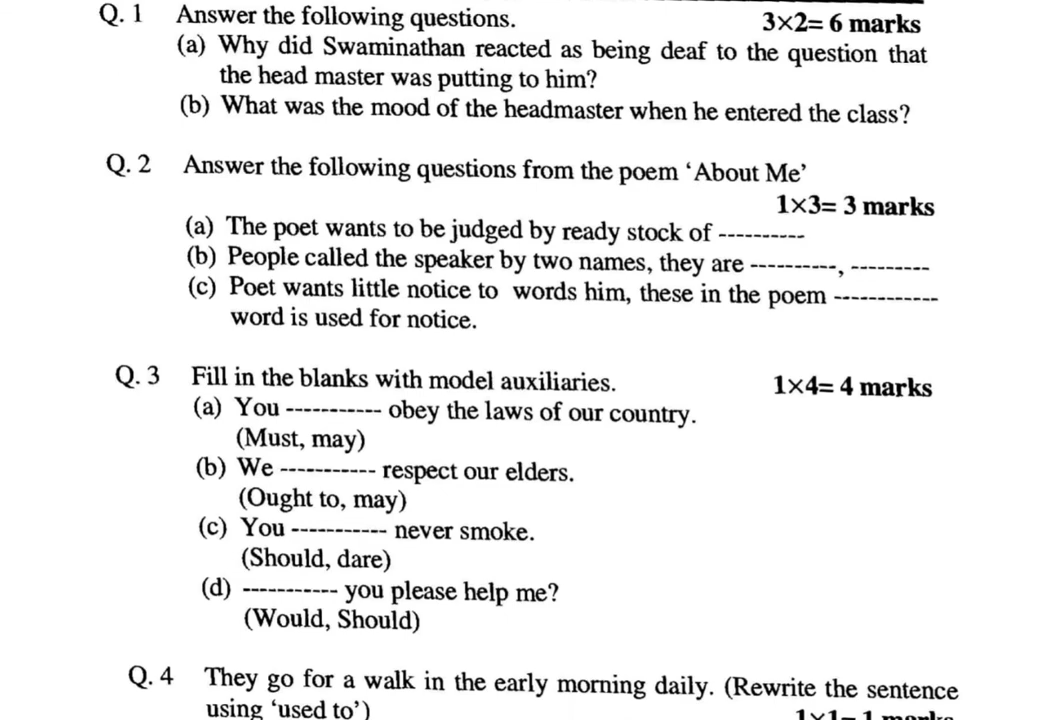 Q. 1 Answer the following questions. 3×2= 6 marks
(a) Why did Swaminathan reacted as being deaf to the question that
the head master was putting to him?
(b) What was the mood of the headmaster when he entered the class?
Q. 2 Answer the following questions from the poem ‘About Me’
1×3= 3 marks
(a) The poet wants to be judged by ready stock of ----------
(b) People called the speaker by two names, they are ----------, ---------
(c) Poet wants little notice to words him, these in the poem ------------
word is used for notice.
Q. 3 Fill in the blanks with model auxiliaries. 1×4= 4 marks
(a) You ----------- obey the laws of our country.
(Must, may)
(b) We ----------- respect our elders.
(Ought to, may)
(c) You ----------- never smoke.
(Should, dare)
(d) ----------- you please help me?
(Would, Should)
Q. 4 They go for a walk in the early morning daily. (Rewrite the sentence
using ‘used to’) 1×1= 1 marks